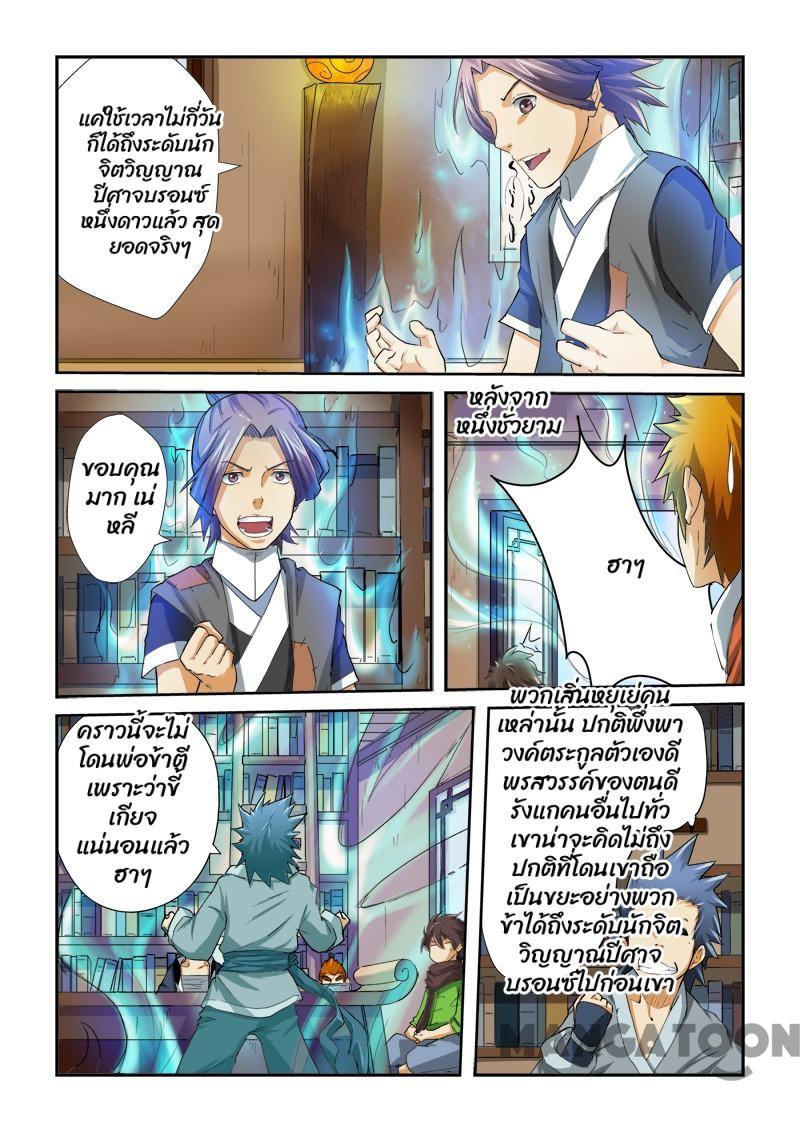 แค่ใช้เวลาไม่กี่วัน
ก็ได้ถึงระดับนัก
จิตวิญญาณ
ปีศาจบรอนซ์
หนึ่งดาวแล้ว สุด
ยอดจริงๆ
ขอบคุณ
มาก เน่
หลี
หลังจาก
หนึ่งชั่วยาม
ฮาๆ
คราวนี้จะไม่
โดนพ่อข้าตี
เพราะว่าขี้
เกียจ
แน่นอนแล้ว
ฮาๆ
พวกเสิ่นหยุเย่คน
เหล่านั้น ปกติพึ่งพา
วงค์ตระกูลตัวเองดี
พรสวรรค์ของตนดี
รังแกคนอื่นไปทั่ว
เขาน่าจะคิดไม่ถึง
ปกติที่โดนเขาถือ
เป็นขยะอย่างพวก
ข้าได้ถึงระดับนักจิต
วิญญาณปีศาจ
บรอนซ์ไปก่อนเขา
MANGATOON